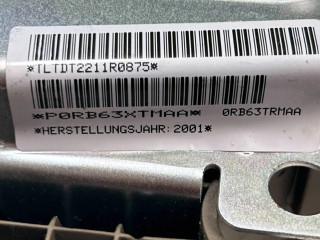 *TLTDT2211R0875*
*P0RB63XTMAA* 0RB63TRMAA
*HERSTELLUNGSJAHR:2001*